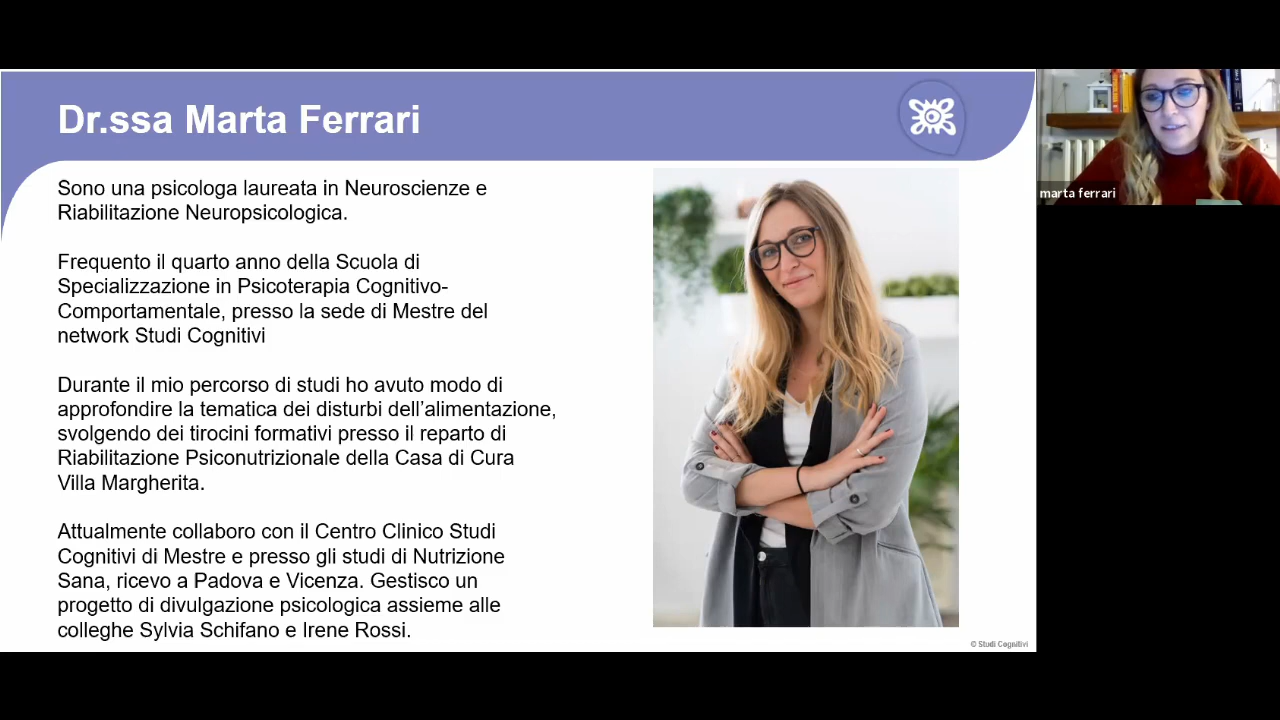 Dr.ssa Marta Ferrari
Sono una psicologa laureata in Neuroscienze e
Riabilitazione Neuropsicologica.
Frequento il quarto anno della Scuola di
Specializzazione in Psicoterapia Cognitivo-
Comportamentale, presso la sede di Mestre del
network Studi Cognitivi
Durante il mio percorso di studi ho avuto modo di
approfondire la tematica dei disturbi dell’alimentazione,
svolgendo dei tirocini formativi presso il reparto di
Riabilitazione Psiconutrizionale della Casa di Cura
Villa Margherita.
Attualmente collaboro con il Centro Clinico Studi
Cognitivi di Mestre e presso gli studi di Nutrizione
Sana, ricevo a Padova e Vicenza. Gestisco un
progetto di divulgazione psicologica assieme alle
colleghe Sylvia Schifano e Irene Rossi.
© Studi Cognitivi
marta ferrari